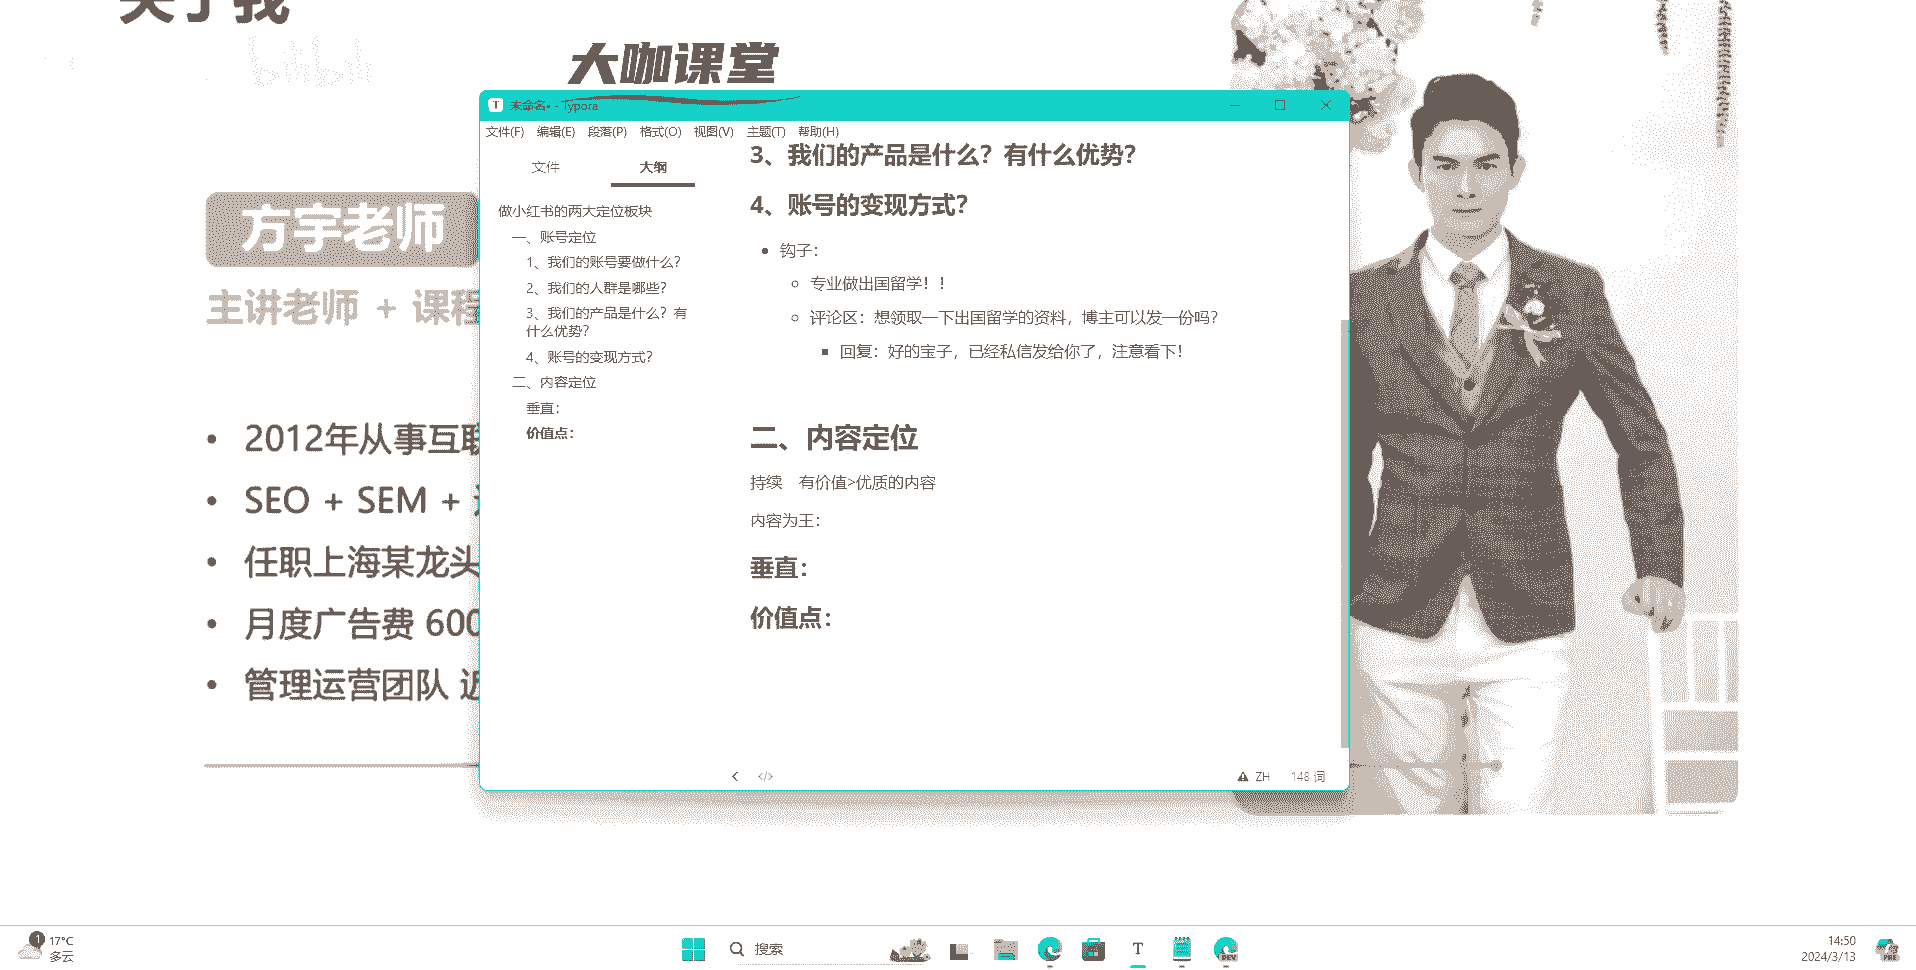 关于我
bilibili
大咖课堂
方宇老师
主讲老师 + 课程
2012年从事互联
SEO + SEM +
任职上海某龙头
月度广告费 600
管理运营团队 近
T 未命名• - Typora
文件(F) 编辑(E) 段落(P) 格式(O) 视图(V) 主题(T) 帮助(H)
文件 大纲
做小红书的两大定位板块
一、账号定位
1、我们的账号要做什么?
2、我们的人群是哪些?
3、我们的产品是什么?有
什么优势?
4、账号的变现方式?
二、内容定位
垂直:
价值点:
3、我们的产品是什么?有什么优势?
4、账号的变现方式?
钩子:
专业做出国留学!!
评论区:想领取一下出国留学的资料,博主可以发一份吗?
回复:好的宝子,已经私信发给你了,注意看下!
二、内容定位
持续 有价值>优质的内容
内容为王:
垂直:
价值点:
</> ZH 148 词
1 17°C
多云
搜索
T
DEV
14:50
2024/3/13
PRE